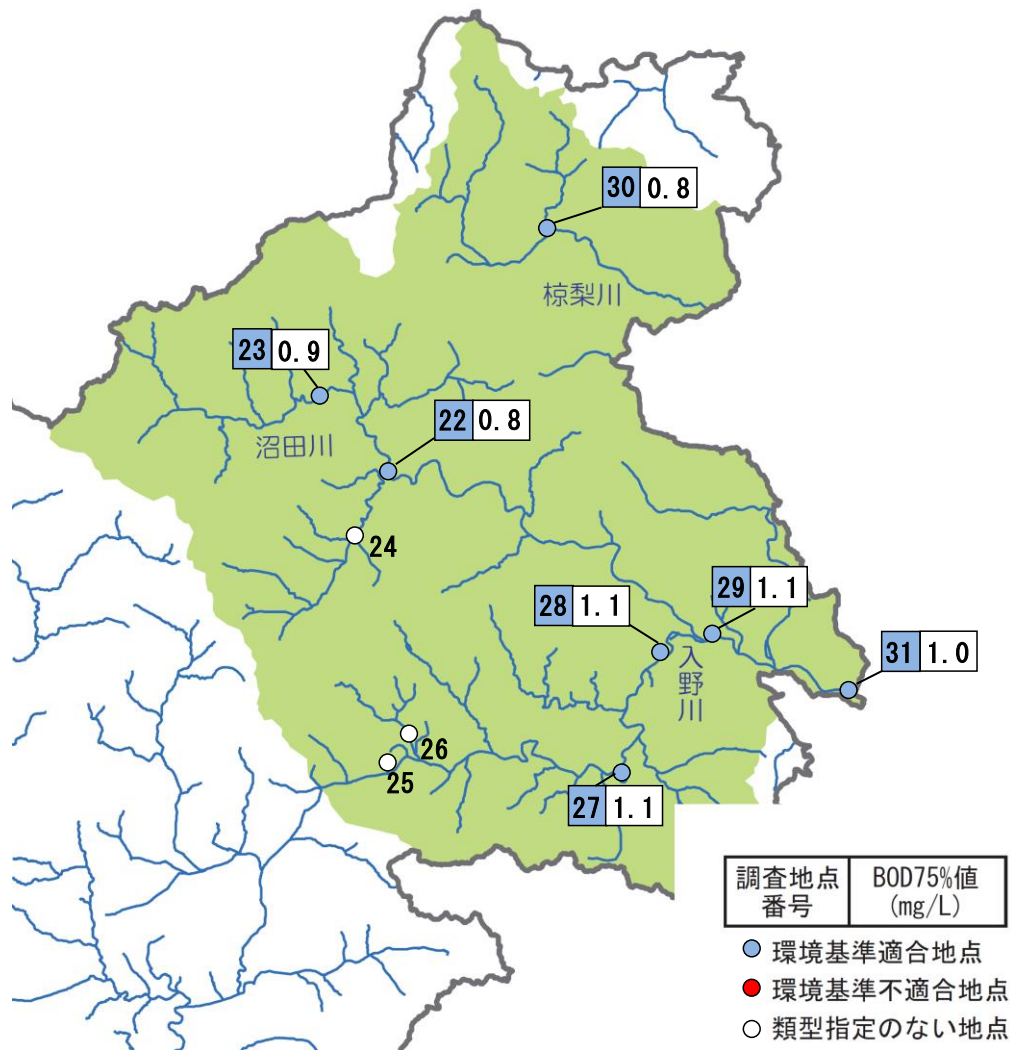 30 0.8
椋梨川
23 0.9
22 0.8
沼田川
24
29 1.1
28 1.1
31 1.0
入野川
26
25
27 1.1
調査地点番号
BOD75%値
(mg/L)
環境基準適合地点
環境基準不適合地点
類型指定のない地点